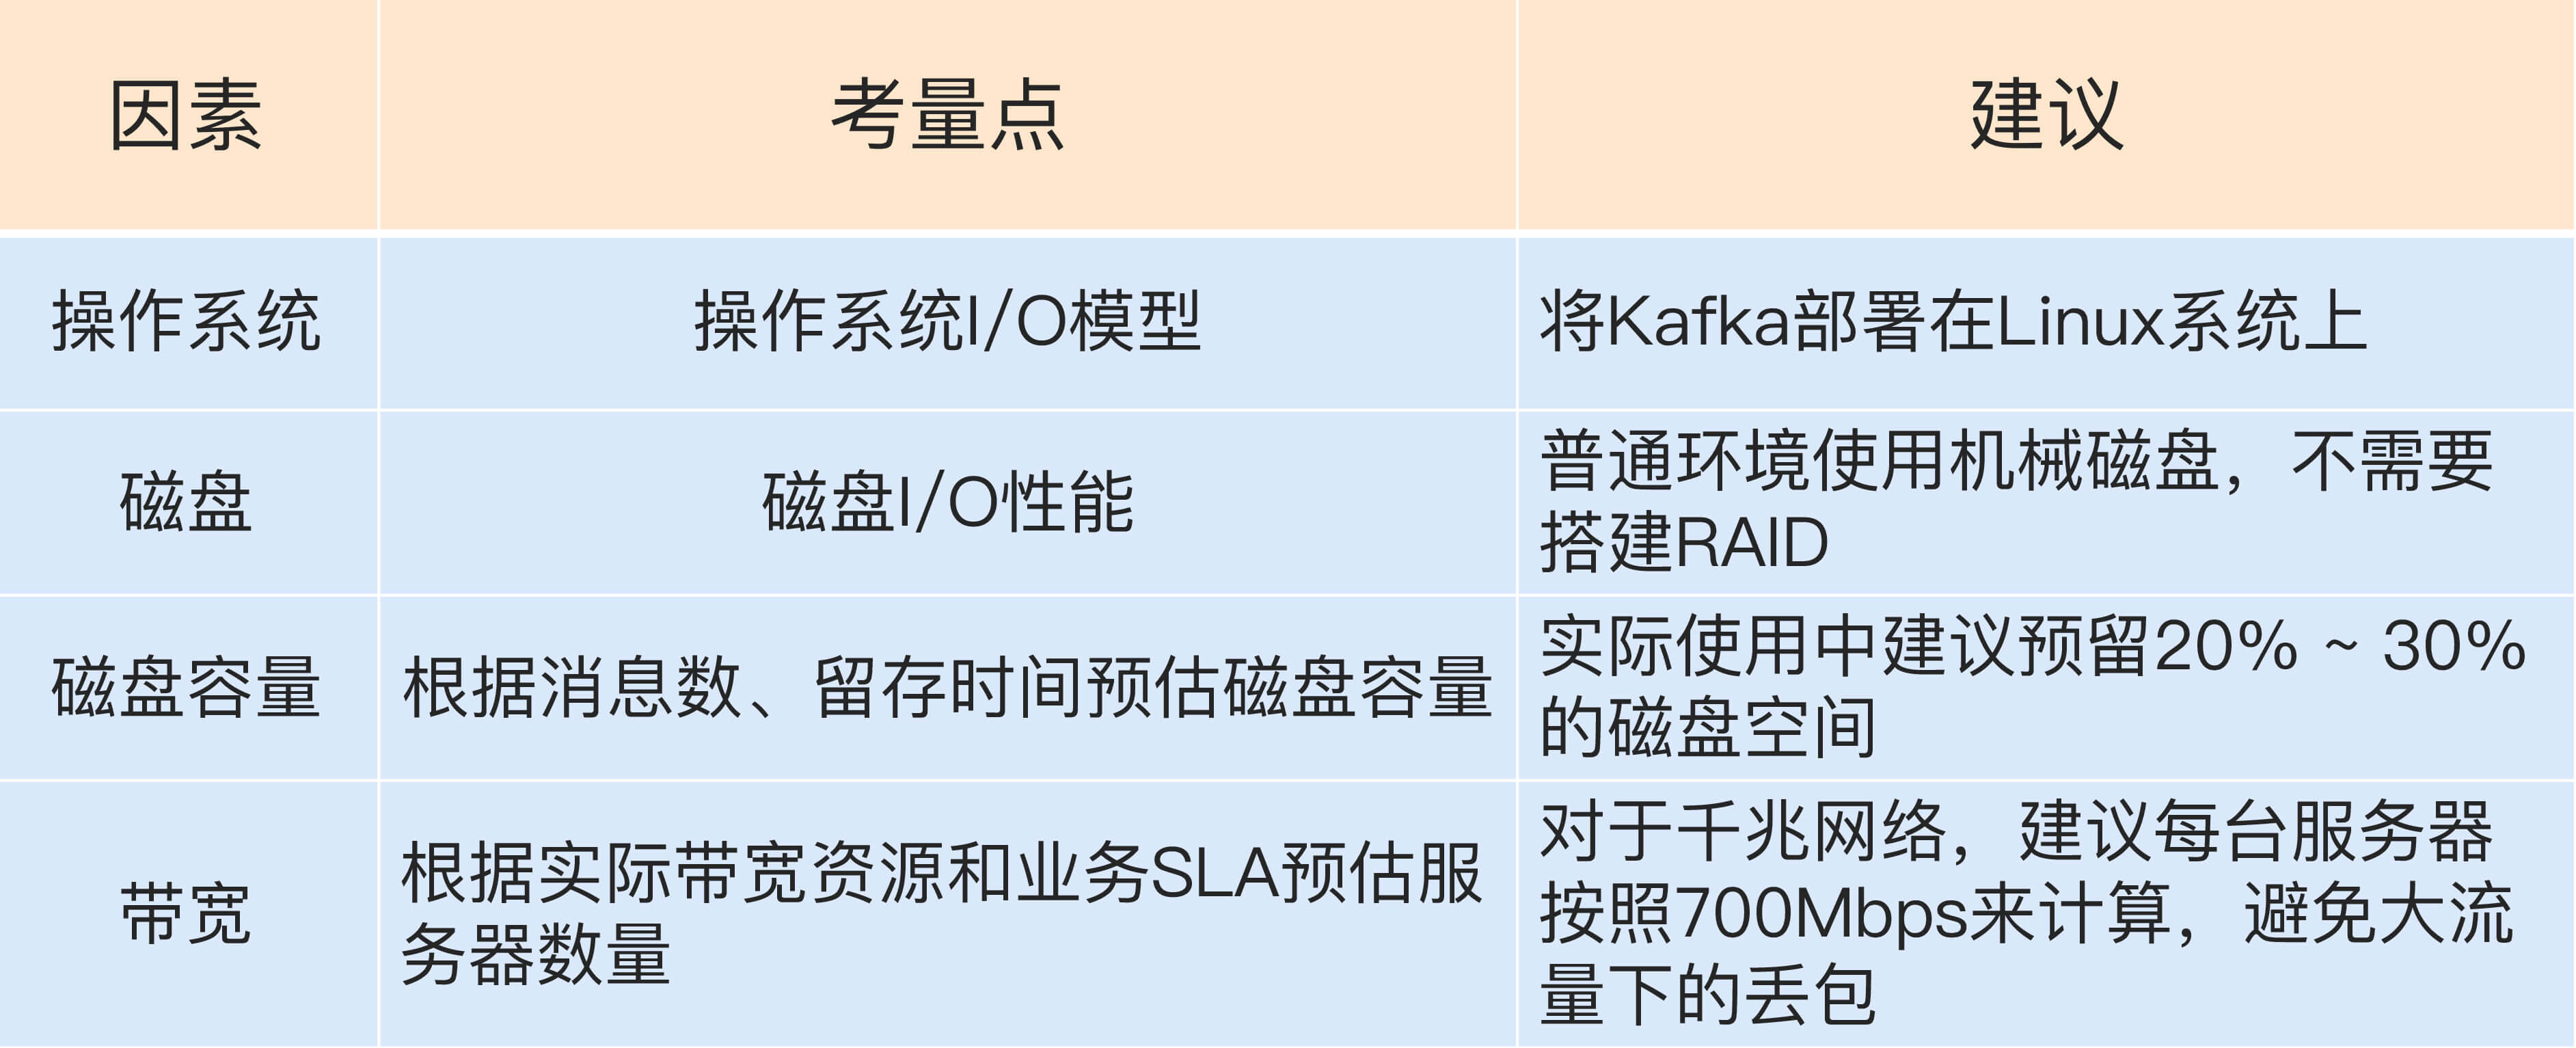 因素
考量点
建议
操作系统
操作系统I/O模型
将Kafka部署在Linux系统上
磁盘
磁盘I/O性能
普通环境使用机械磁盘，不需要
搭建RAID
磁盘容量
根据消息数、留存时间预估磁盘容量
实际使用中建议预留20% ~ 30%
的磁盘空间
带宽
根据实际带宽资源和业务SLA预估服
务器数量
对于千兆网络，建议每台服务器
按照700Mbps来计算，避免大流
量下的丢包